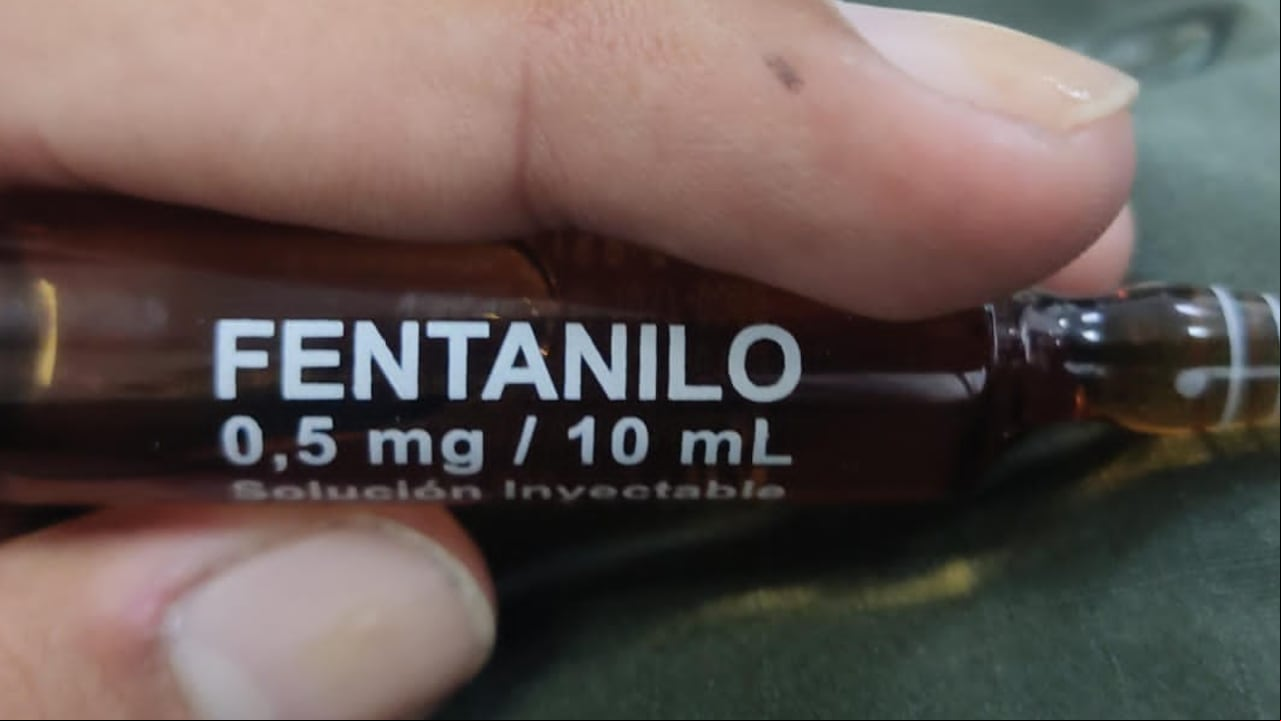 FENTANILO
0,5 mg / 10 mL
Solución Inyectable